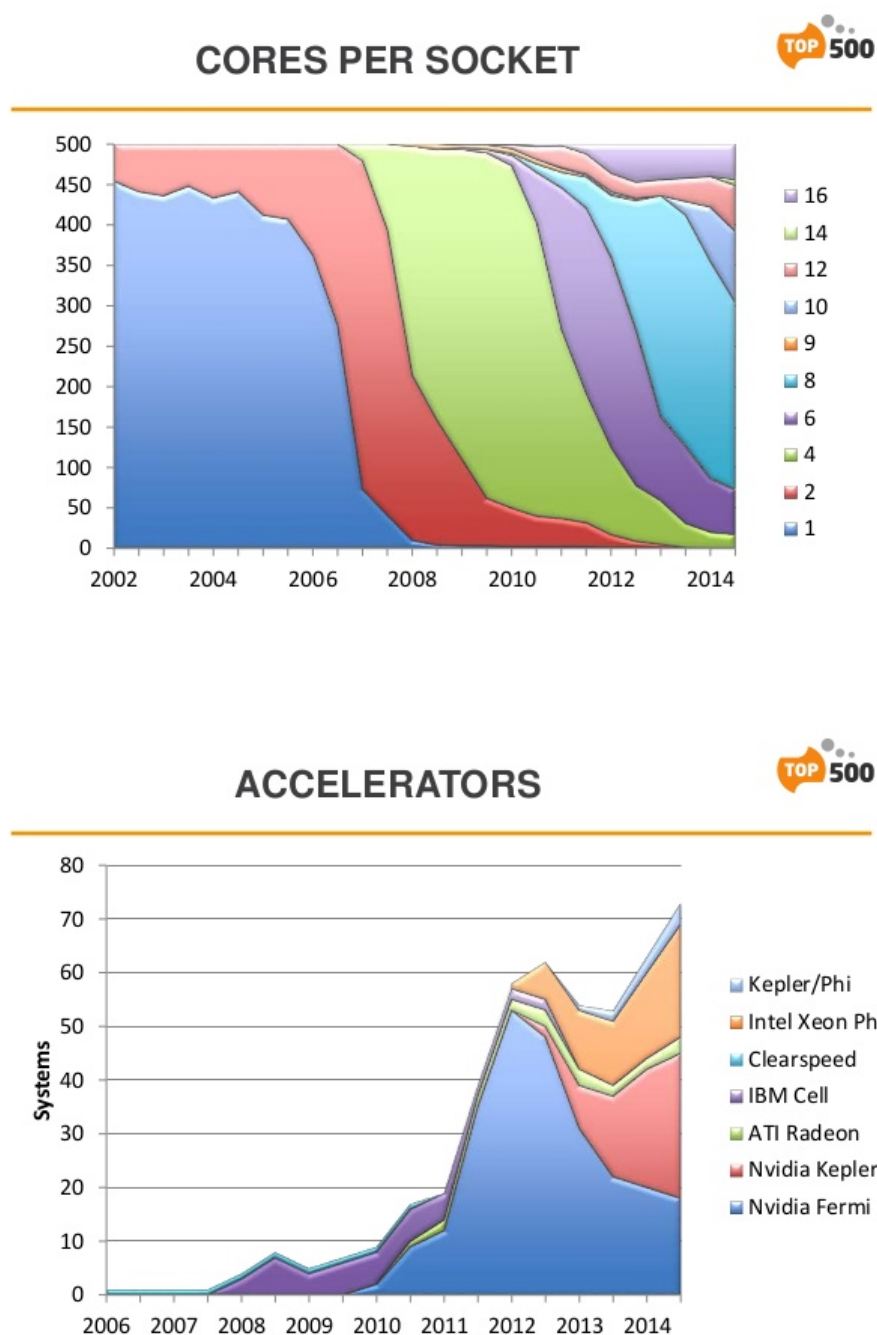 CORES PER SOCKET
TOP 500
500
450
400
350
300
250
200
150
100
50
0
2002 2004 2006 2008 2010 2012 2014
16
14
12
10
9
8
6
4
2
1
ACCELERATORS
TOP 500
Systems
80
70
60
50
40
30
20
10
0
2006 2007 2008 2009 2010 2011 2012 2013 2014
Kepler/Phi
Intel Xeon Ph
Clearspeed
IBM Cell
ATI Radeon
Nvidia Kepler
Nvidia Fermi